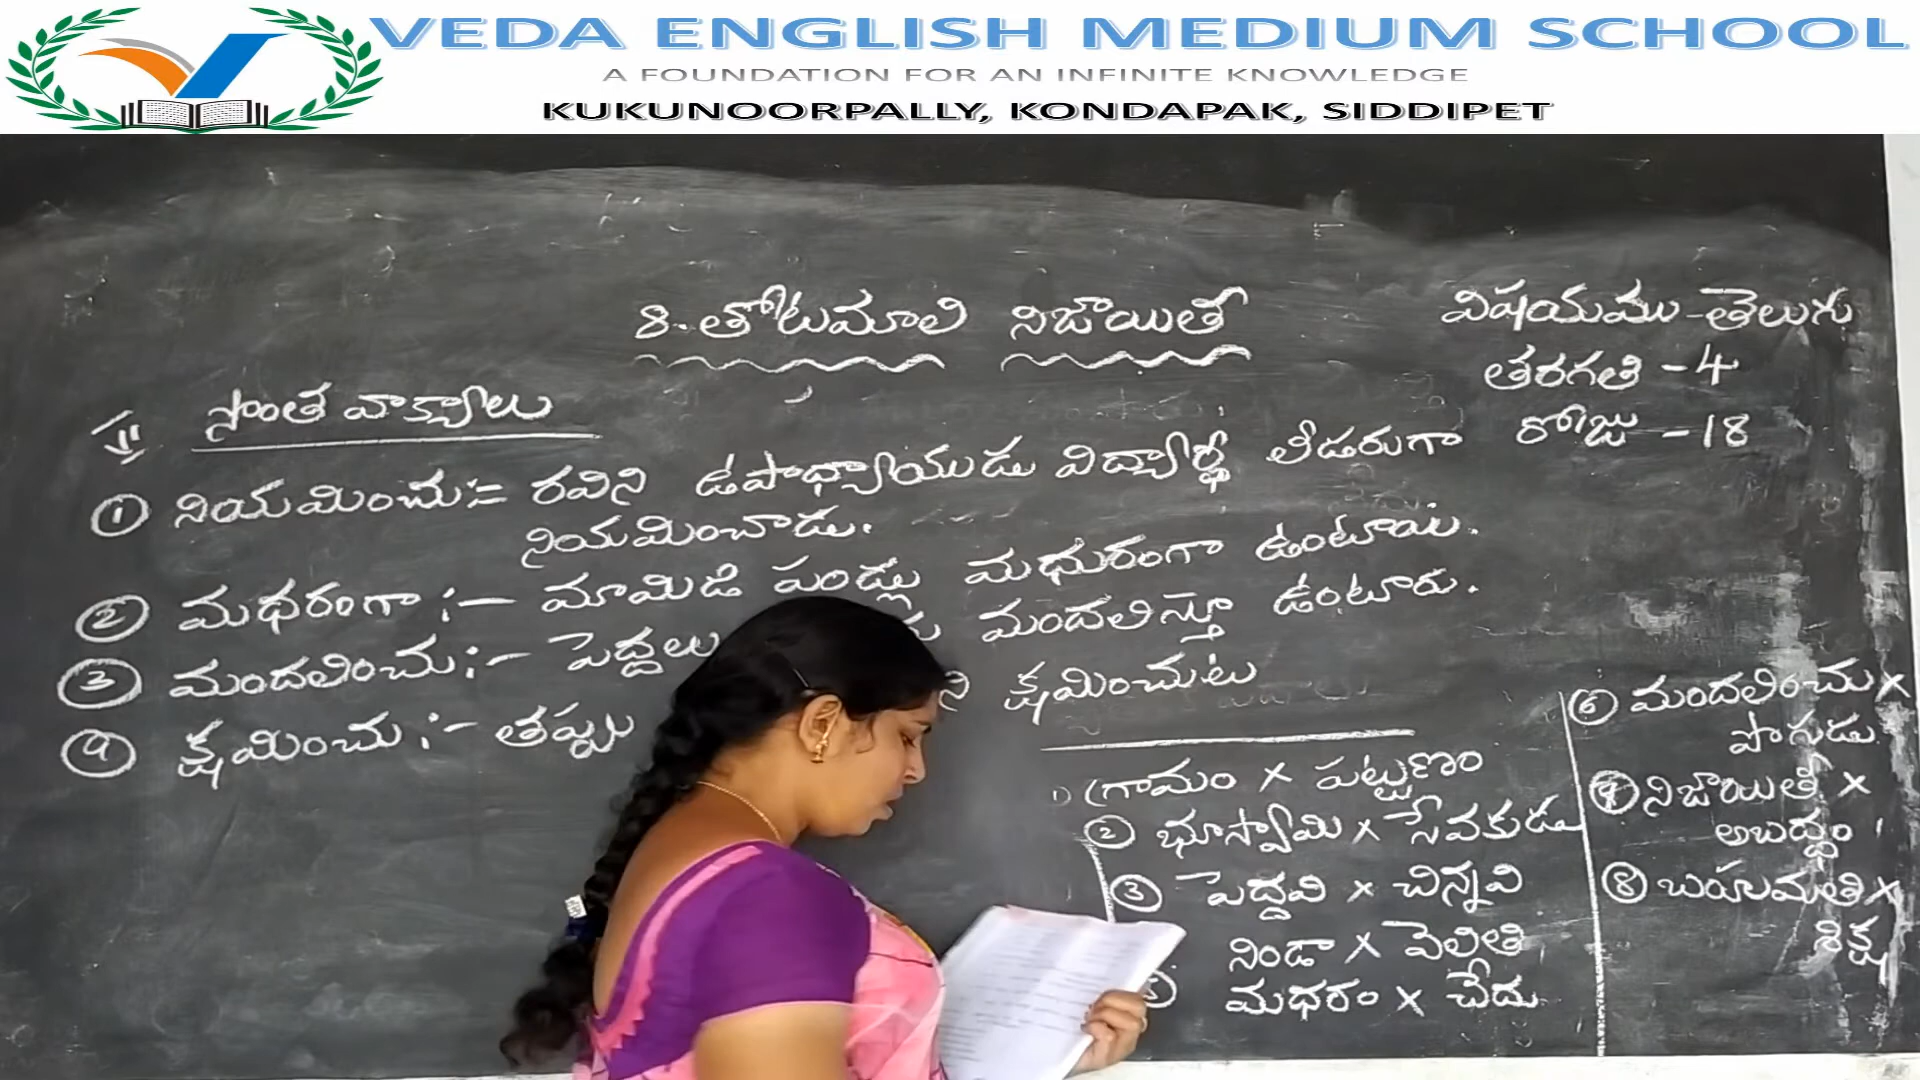 VEDA ENGLISH MEDIUM SCHOOL
A FOUNDATION FOR AN INFINITE KNOWLEDGE
KUKUNOORPALLY, KONDAPAK, SIDDIPET
8. తోటమాలి నిజాయితీ
విషయము - తెలుగు
తరగతి - 4
రోజు - 18
II సొంత వాక్యాలు
① నియమించు:= రవిని ఉపాధ్యాయుడు విద్యార్థి లీడరుగా
నియమించాడు.
② మధురంగా :- మామిడి పండ్లు మధురంగా ఉంటాయి.
③ మందలించు :- పెద్దలు మందలిస్తూ ఉంటారు.
④ క్షమించు :- తప్పు క్షమించుట
1) గ్రామం × పట్టణం
② భూస్వామి × సేవకుడు
③ పెద్దవి × చిన్నవి
నిండా × వెలితి
మధురం × చేదు
⑥ మందలించు ×
పొగుడు
నిజాయితీ ×
అబద్ధం
⑧ బహుమతి ×
శిక్ష